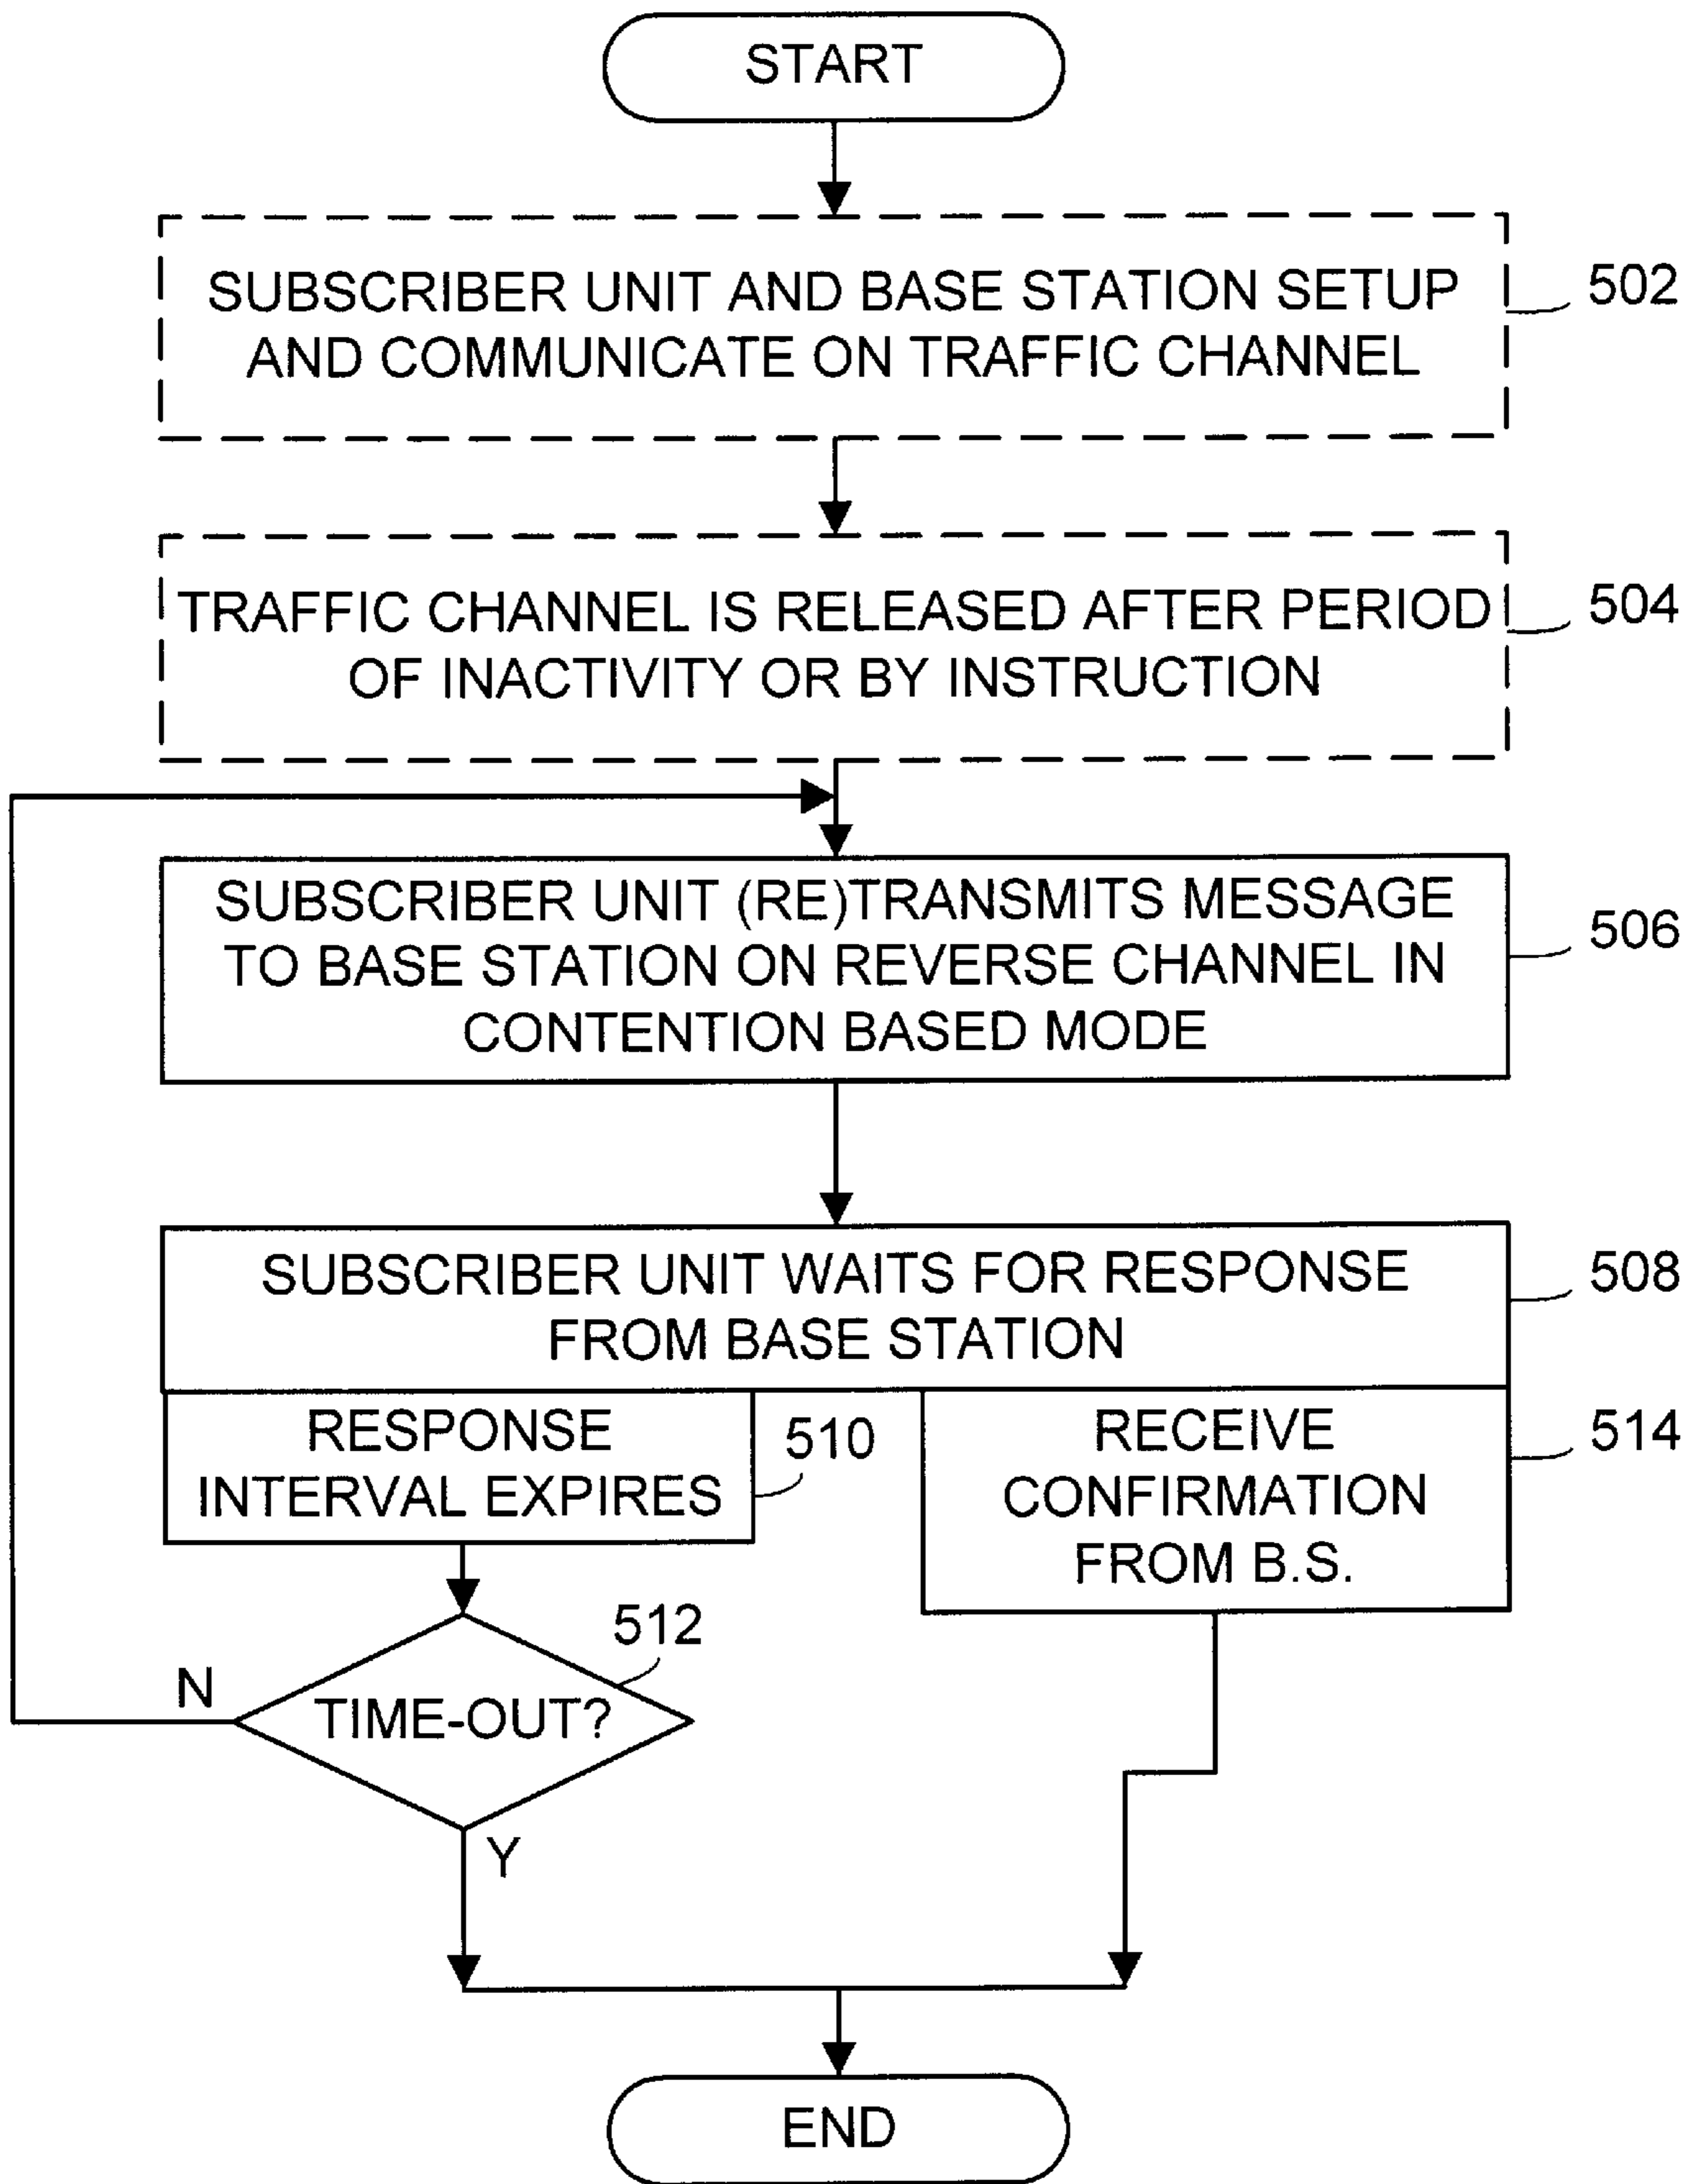 START
SUBSCRIBER UNIT AND BASE STATION SETUP
AND COMMUNICATE ON TRAFFIC CHANNEL
502
TRAFFIC CHANNEL IS RELEASED AFTER PERIOD
OF INACTIVITY OR BY INSTRUCTION
504
SUBSCRIBER UNIT (RE)TRANSMITS MESSAGE
TO BASE STATION ON REVERSE CHANNEL IN
CONTENTION BASED MODE
506
SUBSCRIBER UNIT WAITS FOR RESPONSE
FROM BASE STATION
508
RESPONSE
INTERVAL EXPIRES
510
RECEIVE
CONFIRMATION
FROM B.S.
514
512
TIME-OUT?
N
Y
END